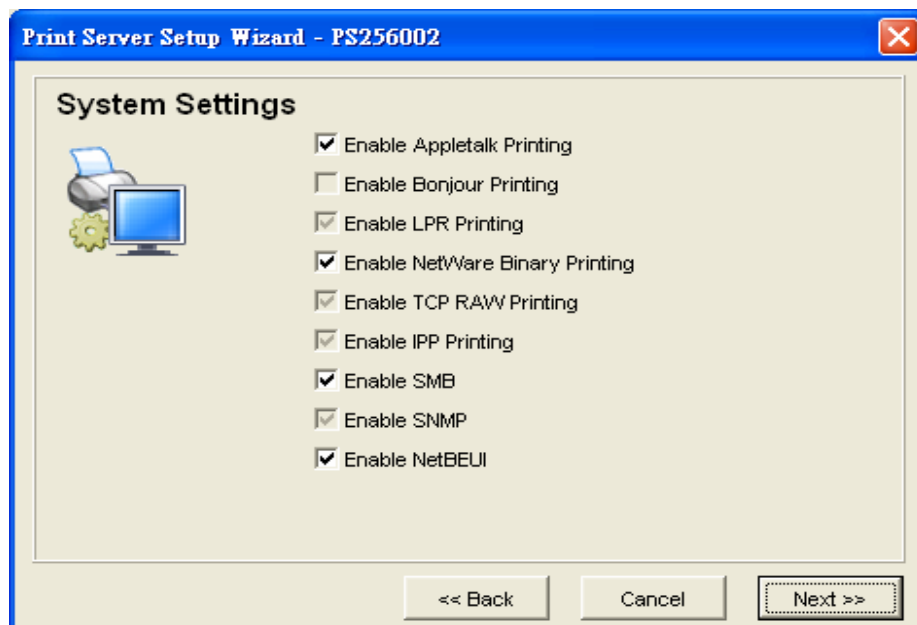 Print Server Setup Wizard - PS256002
System Settings
Enable Appletalk Printing
Enable Bonjour Printing
Enable LPR Printing
Enable NetWare Binary Printing
Enable TCP RAW Printing
Enable IPP Printing
Enable SMB
Enable SNMP
Enable NetBEUI
<< Back
Cancel
Next >>